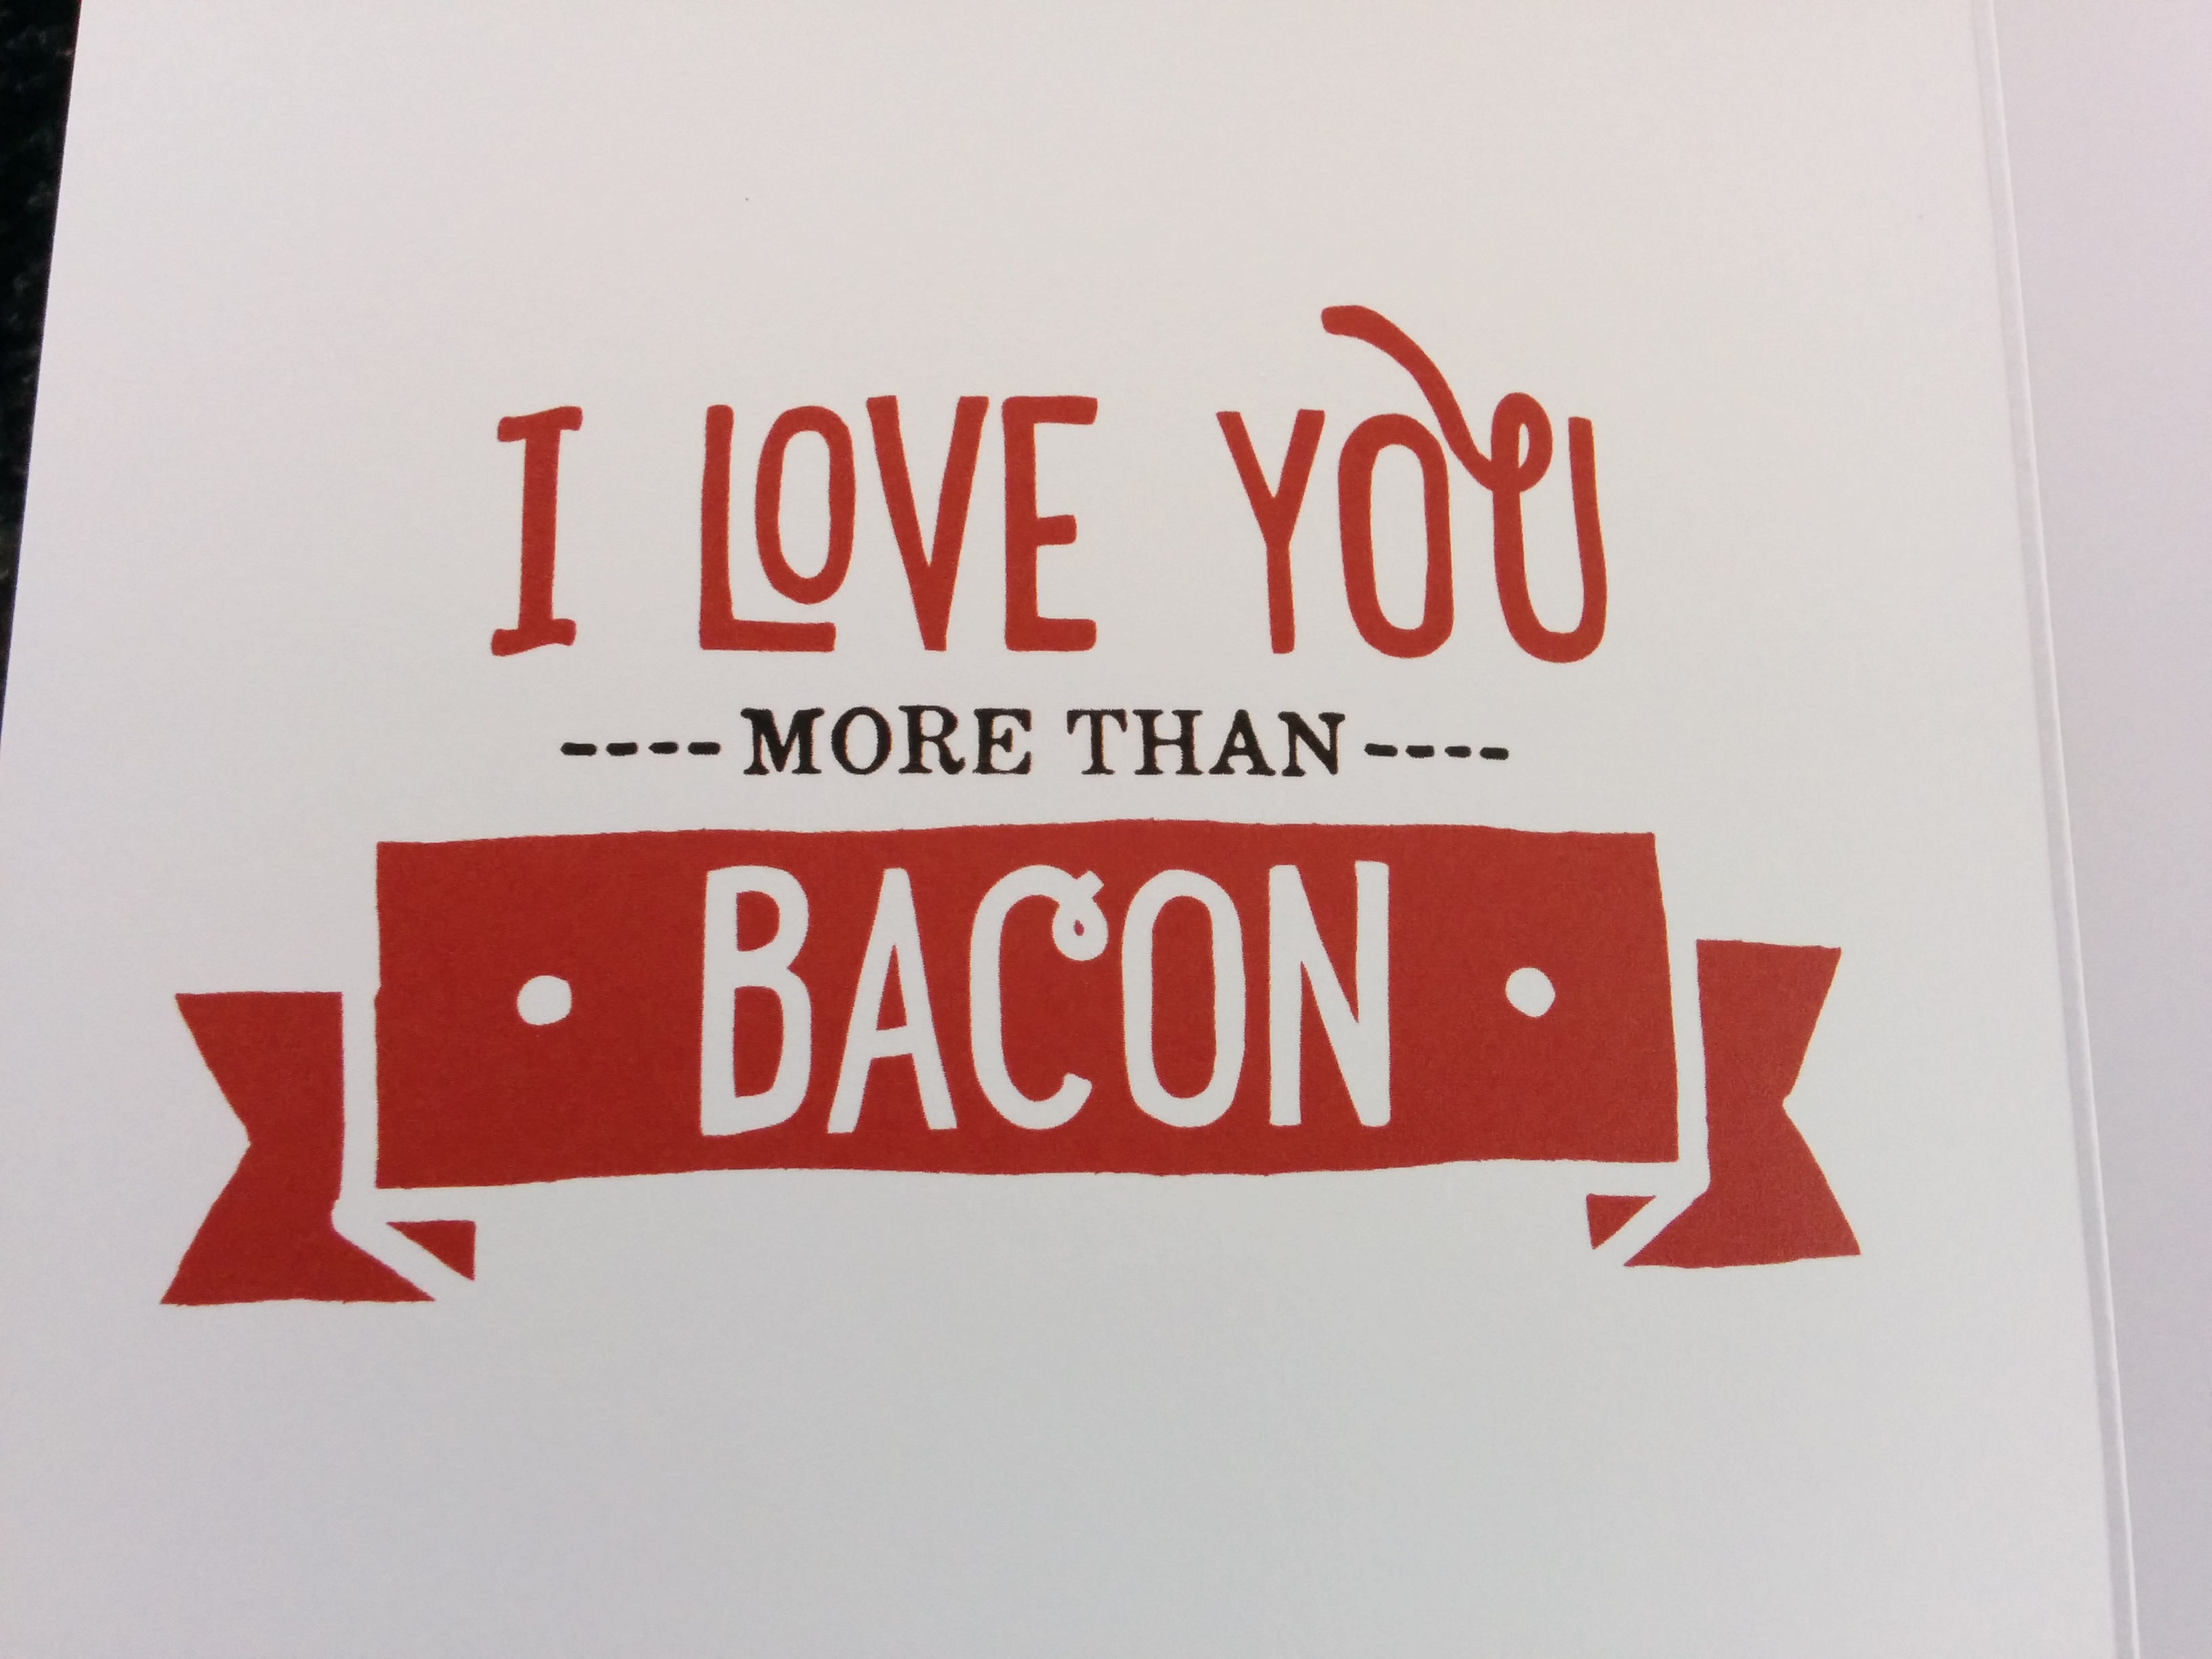 I LOVE YOU
----MORE THAN----
• BACON •